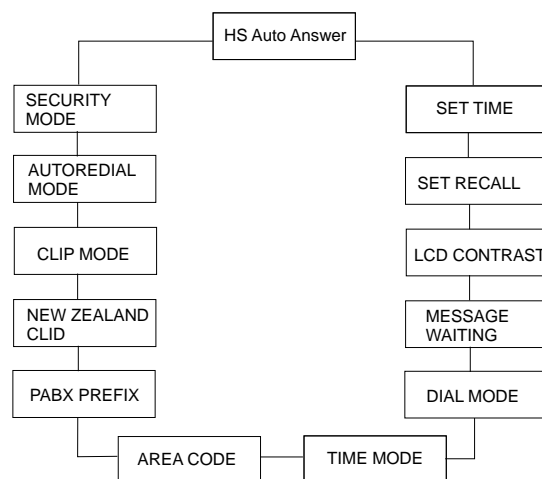 HS Auto Answer
SECURITY
MODE
SET TIME
AUTOREDIAL
MODE
SET RECALL
CLIP MODE
LCD CONTRAST
NEW ZEALAND
CLID
MESSAGE
WAITING
PABX PREFIX
DIAL MODE
AREA CODE
TIME MODE